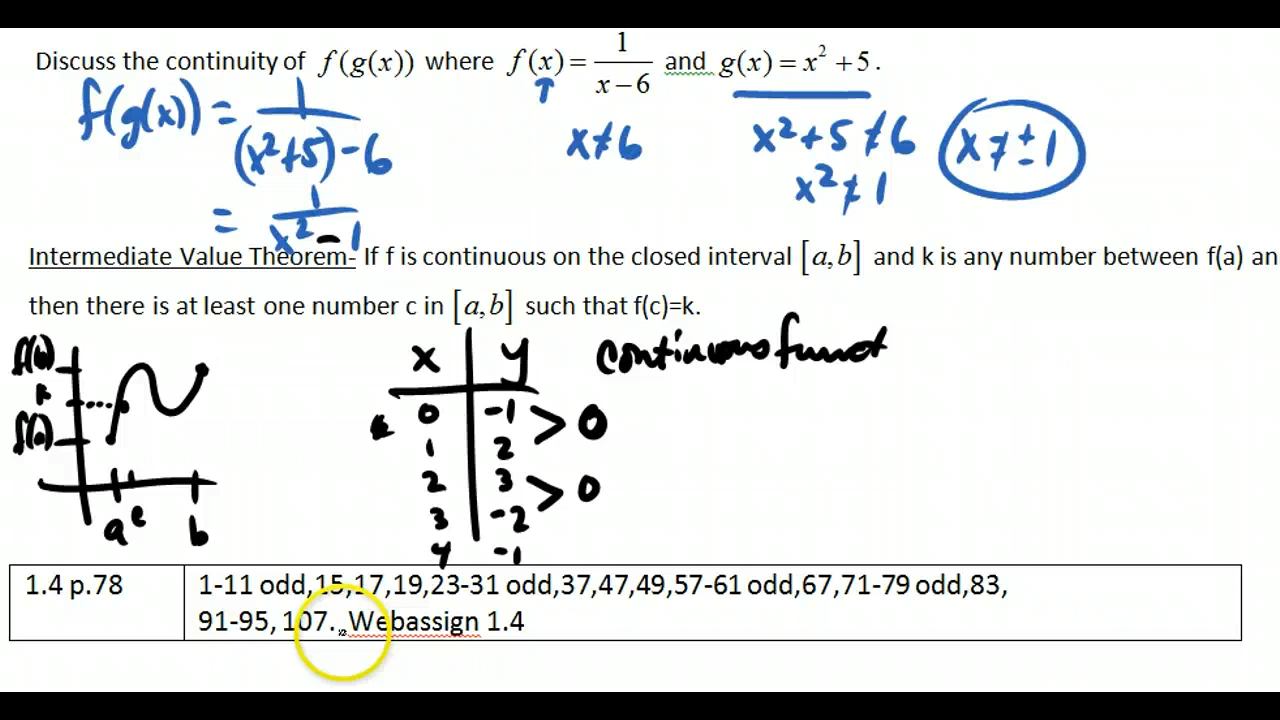 Discuss the continuity of f(g(x)) where f(x) = 1/(x−6) and g(x) = x² + 5.
f(g(x)) = 1/((x²+5)−6)
x ≠ 6
x²+5 ≠ 6
x ≠ ±1
x² ≠ 1
= 1/(x²−1)
Intermediate Value Theorem- If f is continuous on the closed interval [a,b] and k is any number between f(a) an
then there is at least one number c in [a,b] such that f(c)=k.
f(b)
k
f(a)
a c b
x y continuous funct
0 -1 > 0
1 2
2 3 > 0
3 -2
4 -1
1.4 p.78 1-11 odd,15,17,19,23-31 odd,37,47,49,57-61 odd,67,71-79 odd,83,
91-95, 107. Webassign 1.4